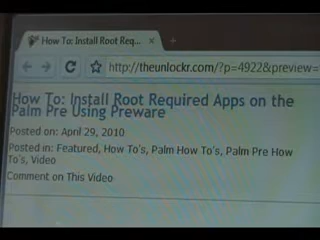 How To: Install Root Req...
http://theunlockr.com/?p=4922&preview=
How To: Install Root Required Apps on the
Palm Pre Using Preware
Posted on: April 29, 2010
Posted in: Featured, How To's, Palm How To's, Palm Pre How
To's, Video
Comment on This Video